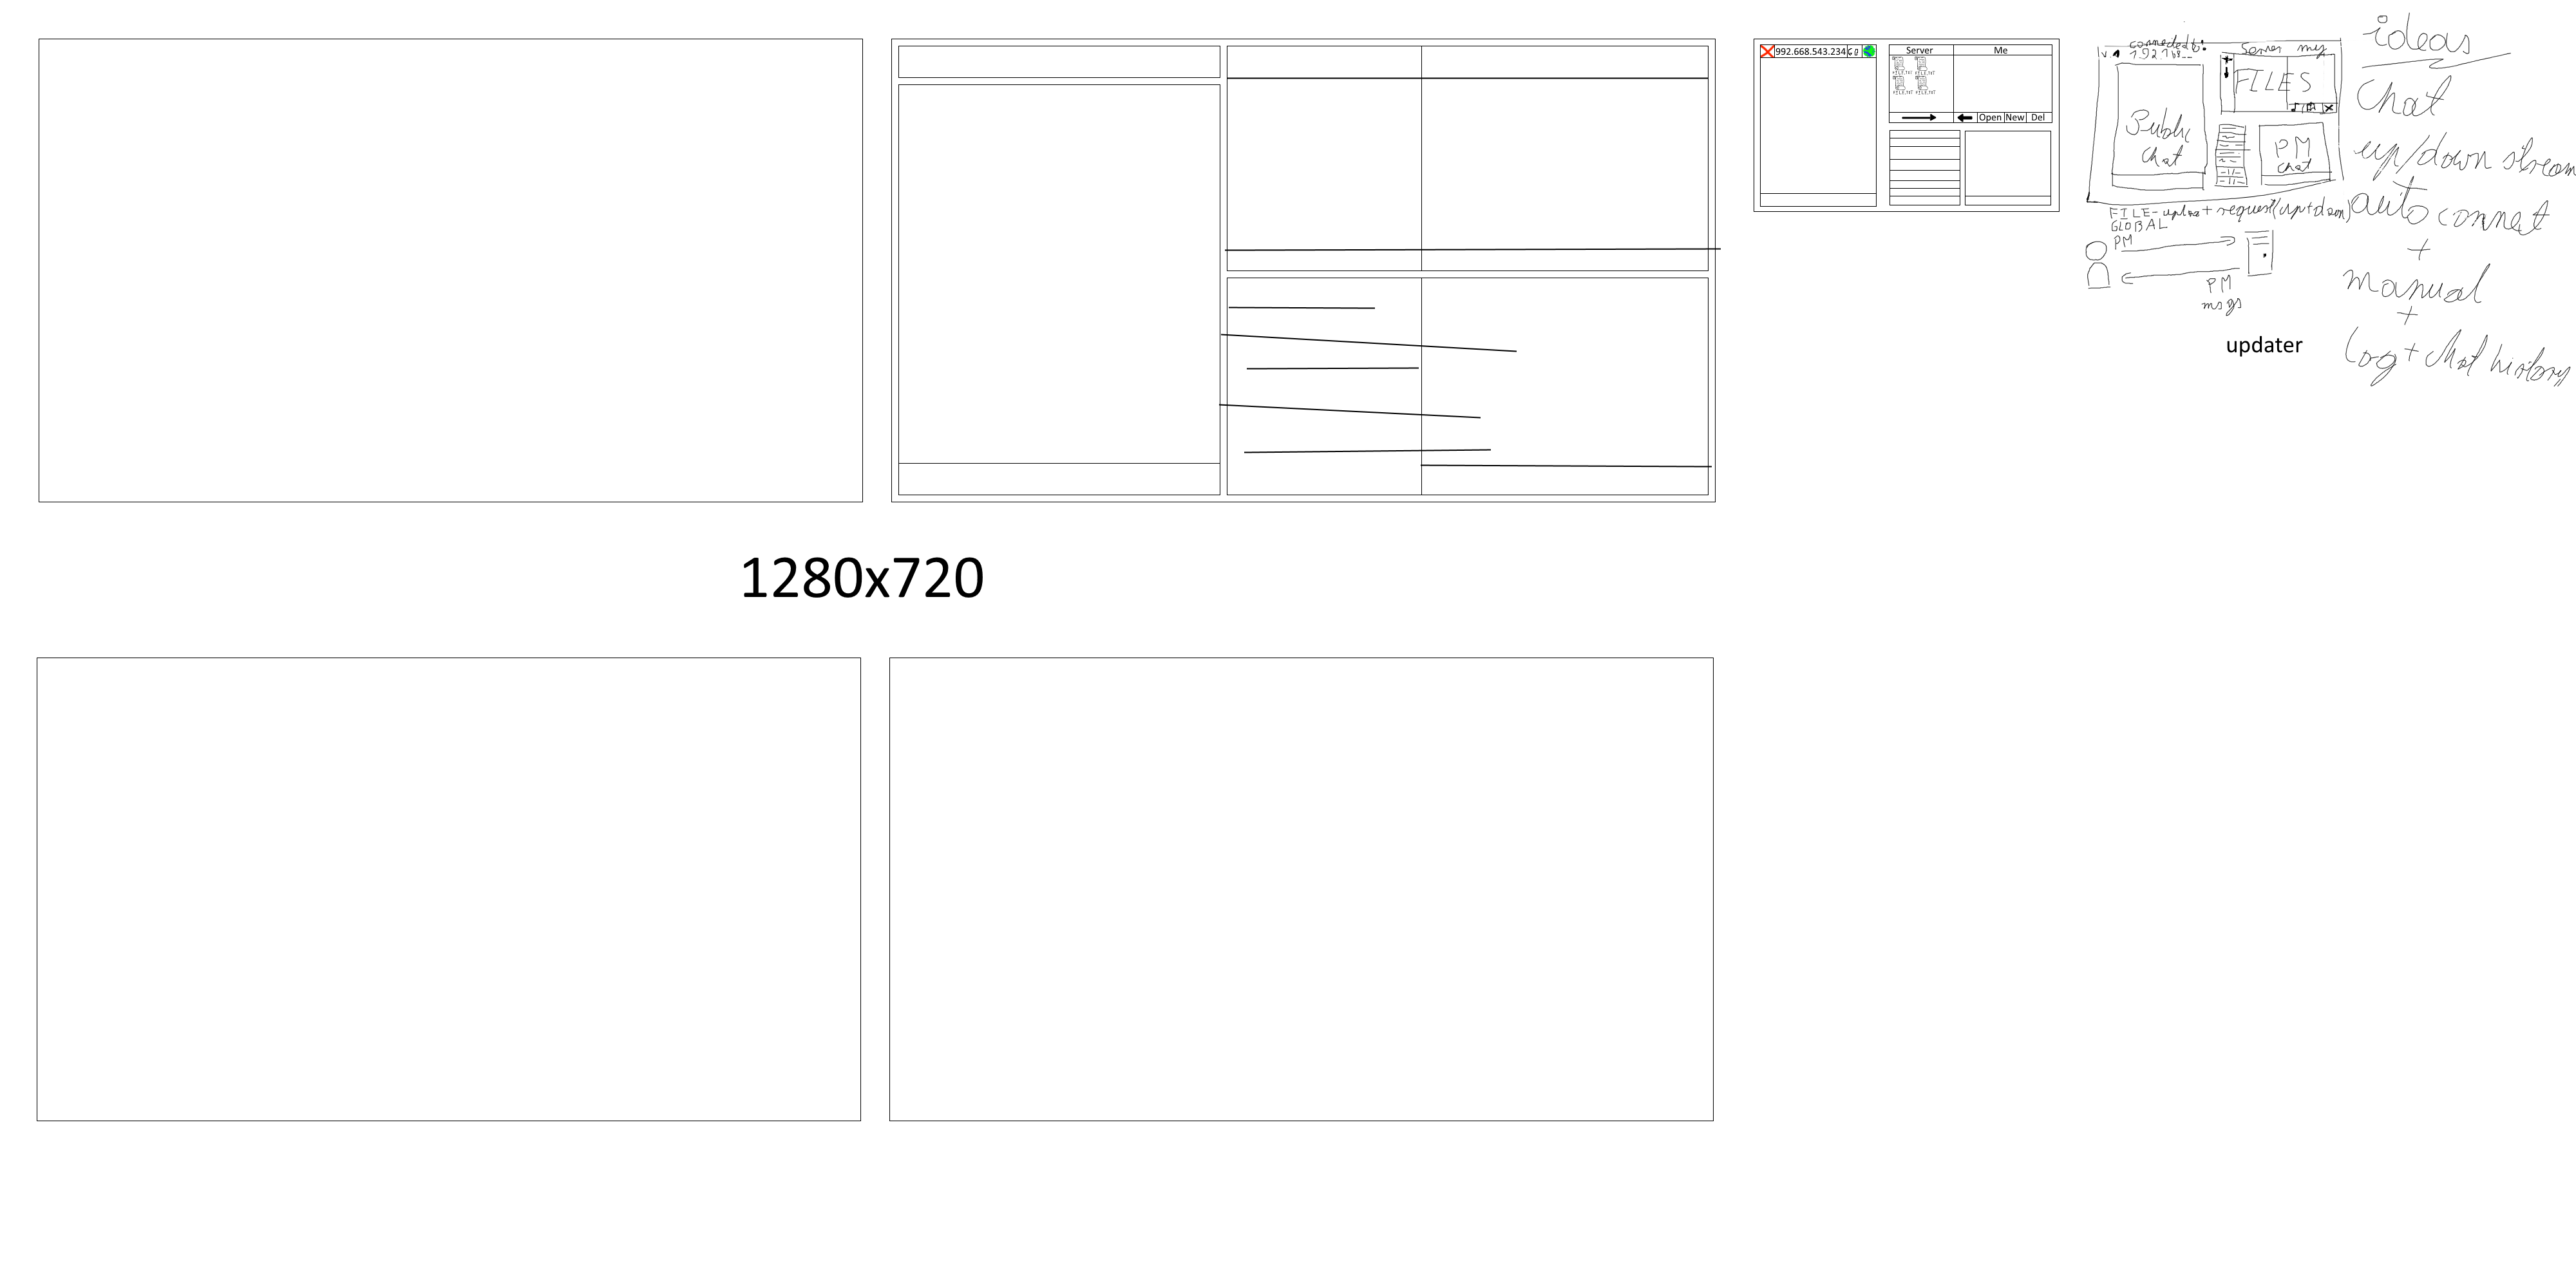 1280x720
992.668.543.234
GO
Server
Me
FILE.TXT FILE.TXT
FILE.TXT FILE.TXT
Open New Del
v.1
connected to:
192.168__
Server my
FILES
Public
chat
PM
chat
FILE-upload + request(up+down)
GLOBAL
PM
PM
msgs
updater
ideas
chat
up/down stream
auto connect
+
manual
+
Log + chat history